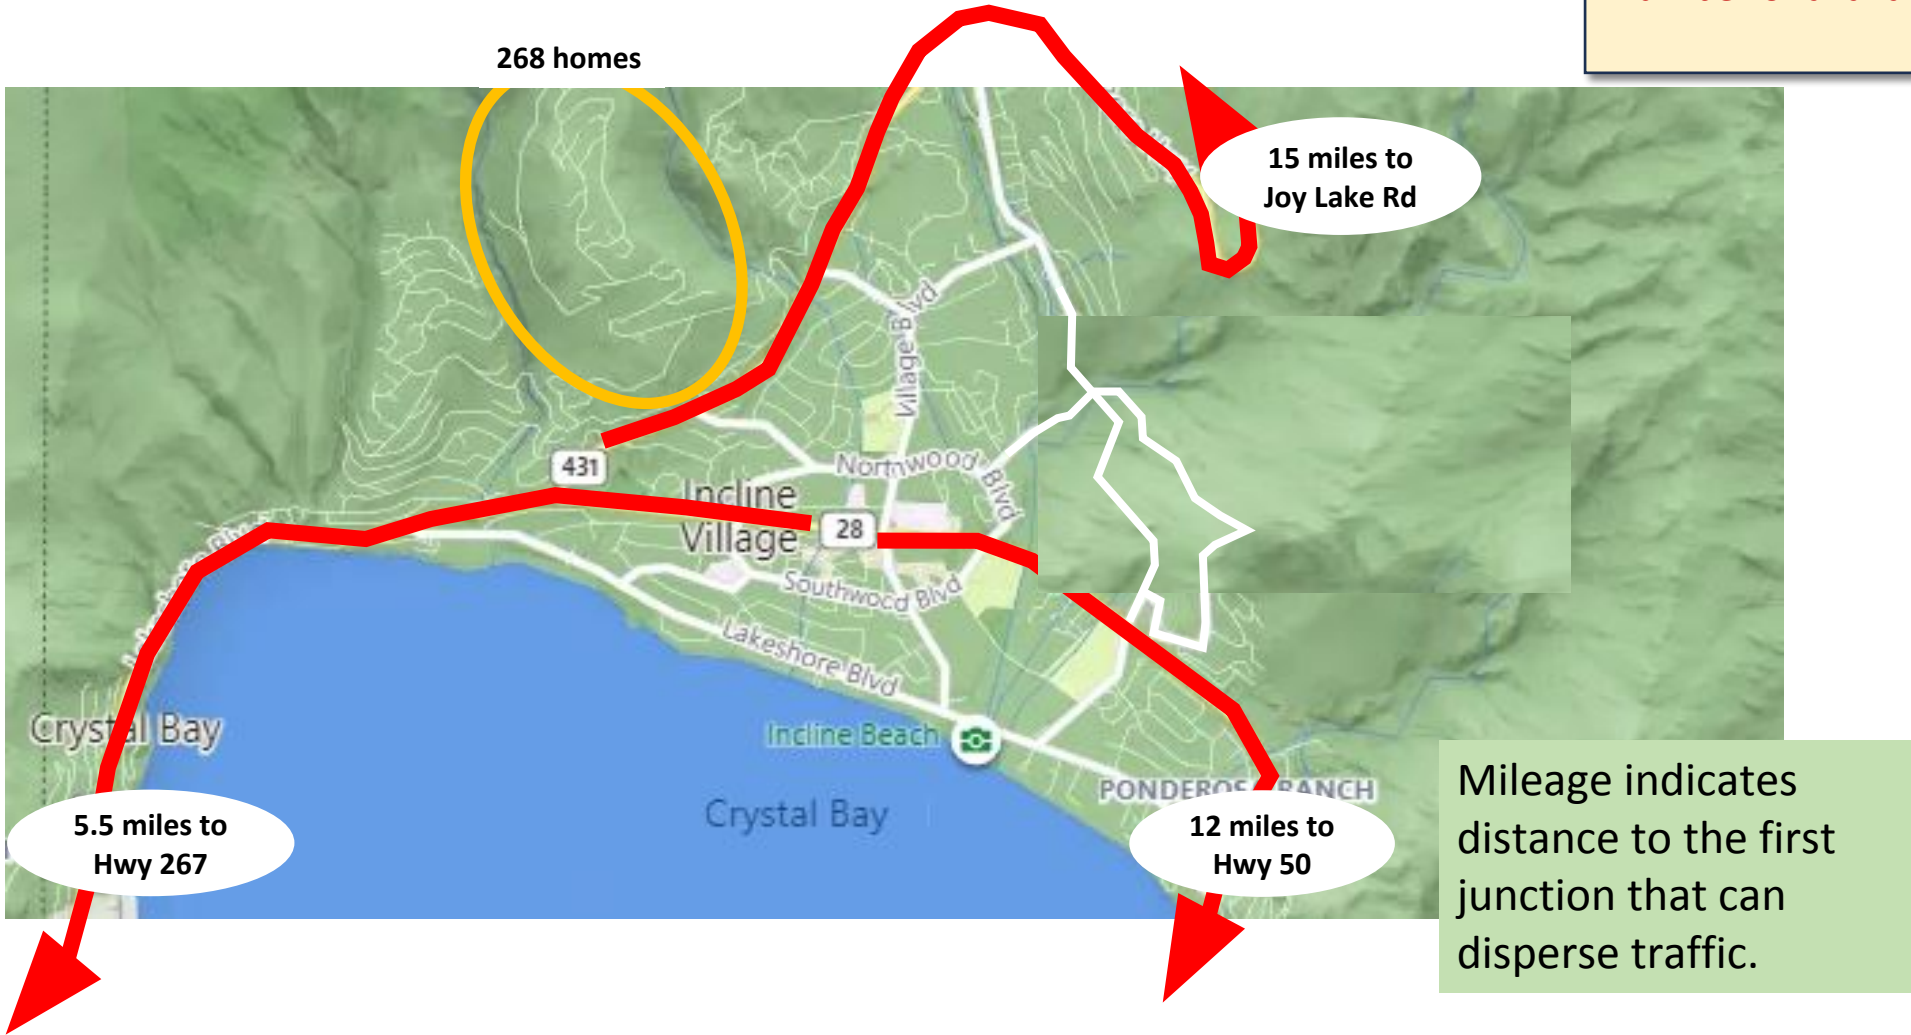 268 homes
15 miles to
Joy Lake Rd
Village Blvd
431
Northwood Blvd
Incline
Village
28
Southwood Blvd
Lakeshore Blvd
Crystal Bay
Incline Beach
Crystal Bay
PONDEROSA RANCH
5.5 miles to
Hwy 267
12 miles to
Hwy 50
Mileage indicates
distance to the first
junction that can
disperse traffic.